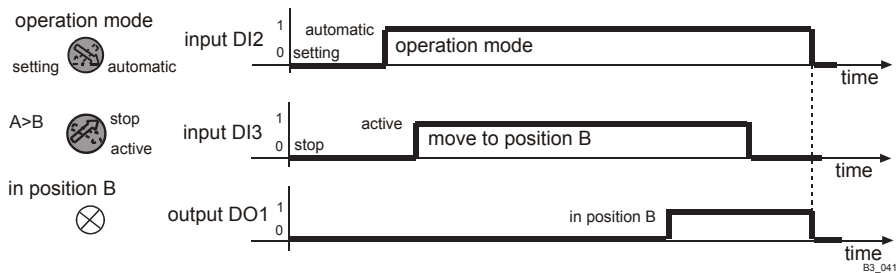 operation mode
setting automatic
input DI2
1
0
automatic
setting
operation mode
time
A>B
stop
active
input DI3
1
0
active
stop
move to position B
time
in position B
output DO1
1
0
in position B
time
B3_041